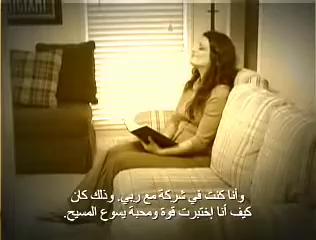 وأنا كنت في شركة مع ربي. وذلك كان
كيف أنا إختبرت قوة ومحبة يسوع المسيح.